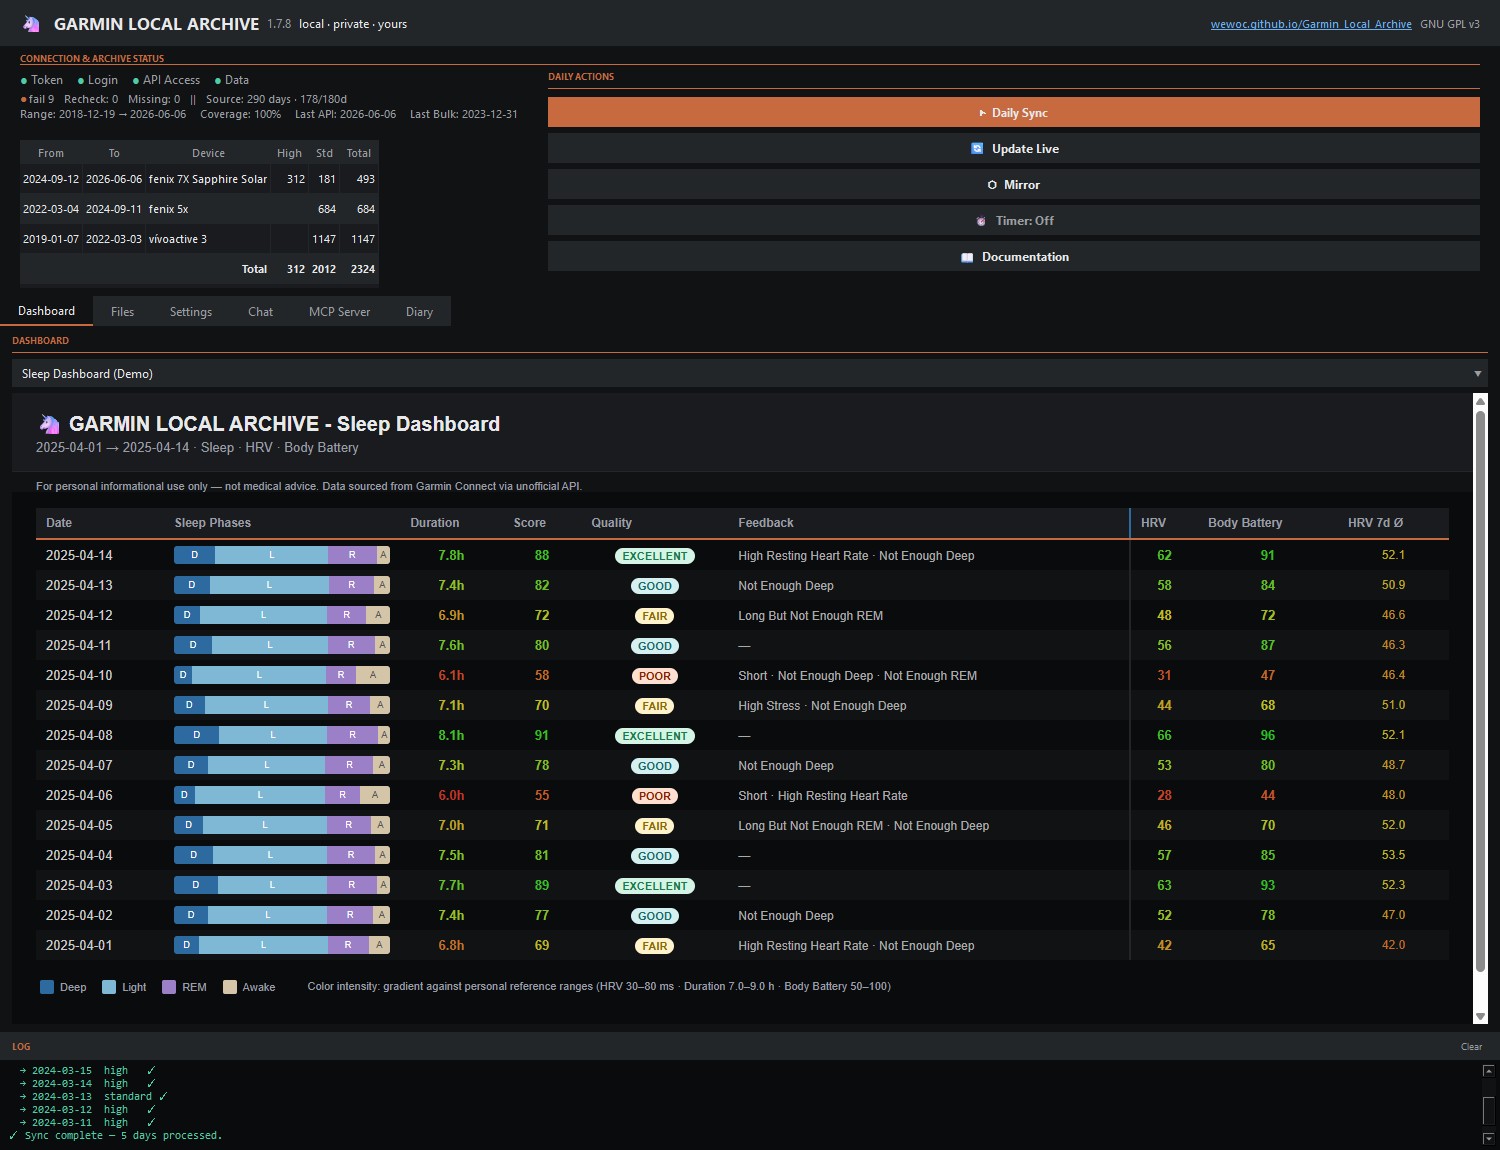 🦄 GARMIN LOCAL ARCHIVE 1.7.8 local · private · yours
wewoc.github.io/Garmin_Local_Archive GNU GPL v3
CONNECTION & ARCHIVE STATUS
● Token ● Login ● API Access ● Data
● fail 9 Recheck: 0 Missing: 0 || Source: 290 days · 178/180d
Range: 2018-12-19 → 2026-06-06 Coverage: 100% Last API: 2026-06-06 Last Bulk: 2023-12-31
From To Device High Std Total
2024-09-12 2026-06-06 fenix 7X Sapphire Solar 312 181 493
2022-03-04 2024-09-11 fenix 5x 684 684
2019-01-07 2022-03-03 vívoactive 3 1147 1147
Total 312 2012 2324
DAILY ACTIONS
Daily Sync
Update Live
Mirror
Timer: Off
Documentation
Dashboard Files Settings Chat MCP Server Diary
DASHBOARD
Sleep Dashboard (Demo)
🦄 GARMIN LOCAL ARCHIVE - Sleep Dashboard
2025-04-01 → 2025-04-14 · Sleep · HRV · Body Battery
For personal informational use only — not medical advice. Data sourced from Garmin Connect via unofficial API.
Date Sleep Phases Duration Score Quality Feedback HRV Body Battery HRV 7d Ø
2025-04-14 D L R A 7.8h 88 EXCELLENT High Resting Heart Rate · Not Enough Deep 62 91 52.1
2025-04-13 D L R A 7.4h 82 GOOD Not Enough Deep 58 84 50.9
2025-04-12 D L R A 6.9h 72 FAIR Long But Not Enough REM 48 72 46.6
2025-04-11 D L R A 7.6h 80 GOOD — 56 87 46.3
2025-04-10 D L R A 6.1h 58 POOR Short · Not Enough Deep · Not Enough REM 31 47 46.4
2025-04-09 D L R A 7.1h 70 FAIR High Stress · Not Enough Deep 44 68 51.0
2025-04-08 D L R A 8.1h 91 EXCELLENT — 66 96 52.1
2025-04-07 D L R A 7.3h 78 GOOD Not Enough Deep 53 80 48.7
2025-04-06 D L R A 6.0h 55 POOR Short · High Resting Heart Rate 28 44 48.0
2025-04-05 D L R A 7.0h 71 FAIR Long But Not Enough REM · Not Enough Deep 46 70 52.0
2025-04-04 D L R A 7.5h 81 GOOD — 57 85 53.5
2025-04-03 D L R A 7.7h 89 EXCELLENT — 63 93 52.3
2025-04-02 D L R A 7.4h 77 GOOD Not Enough Deep 52 78 47.0
2025-04-01 D L R A 6.8h 69 FAIR High Resting Heart Rate · Not Enough Deep 42 65 42.0
Deep Light REM Awake Color intensity: gradient against personal reference ranges (HRV 30–80 ms · Duration 7.0–9.0 h · Body Battery 50–100)
LOG Clear
→ 2024-03-15 high ✓
→ 2024-03-14 high ✓
→ 2024-03-13 standard ✓
→ 2024-03-12 high ✓
→ 2024-03-11 high ✓
✓ Sync complete — 5 days processed.